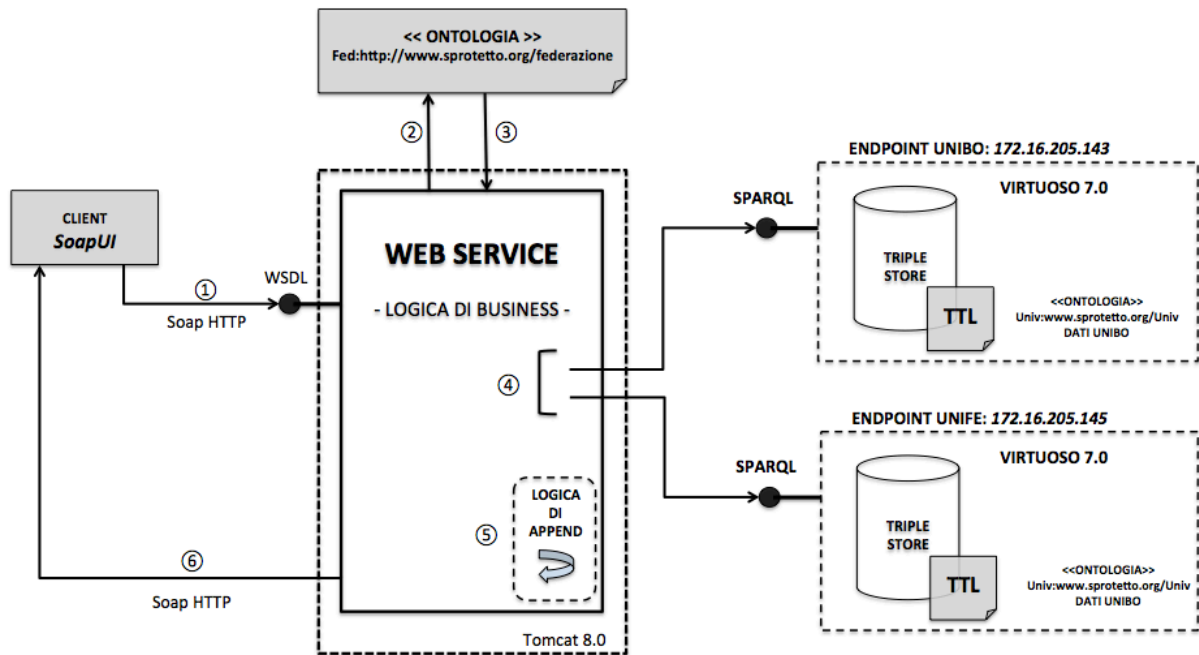 << ONTOLOGIA >>
Fed:http://www.sprotetto.org/federazione
②
③
CLIENT
SoapUI
①
Soap HTTP
WSDL
WEB SERVICE
- LOGICA DI BUSINESS -
④
⑤
LOGICA
DI
APPEND
⑥
Soap HTTP
Tomcat 8.0
ENDPOINT UNIBO: 172.16.205.143
SPARQL
VIRTUOSO 7.0
TRIPLE
STORE
TTL
<<ONTOLOGIA>>
Univ:www.sprotetto.org/Univ
DATI UNIBO
ENDPOINT UNIFE: 172.16.205.145
SPARQL
VIRTUOSO 7.0
TRIPLE
STORE
TTL
<<ONTOLOGIA>>
Univ:www.sprotetto.org/Univ
DATI UNIBO